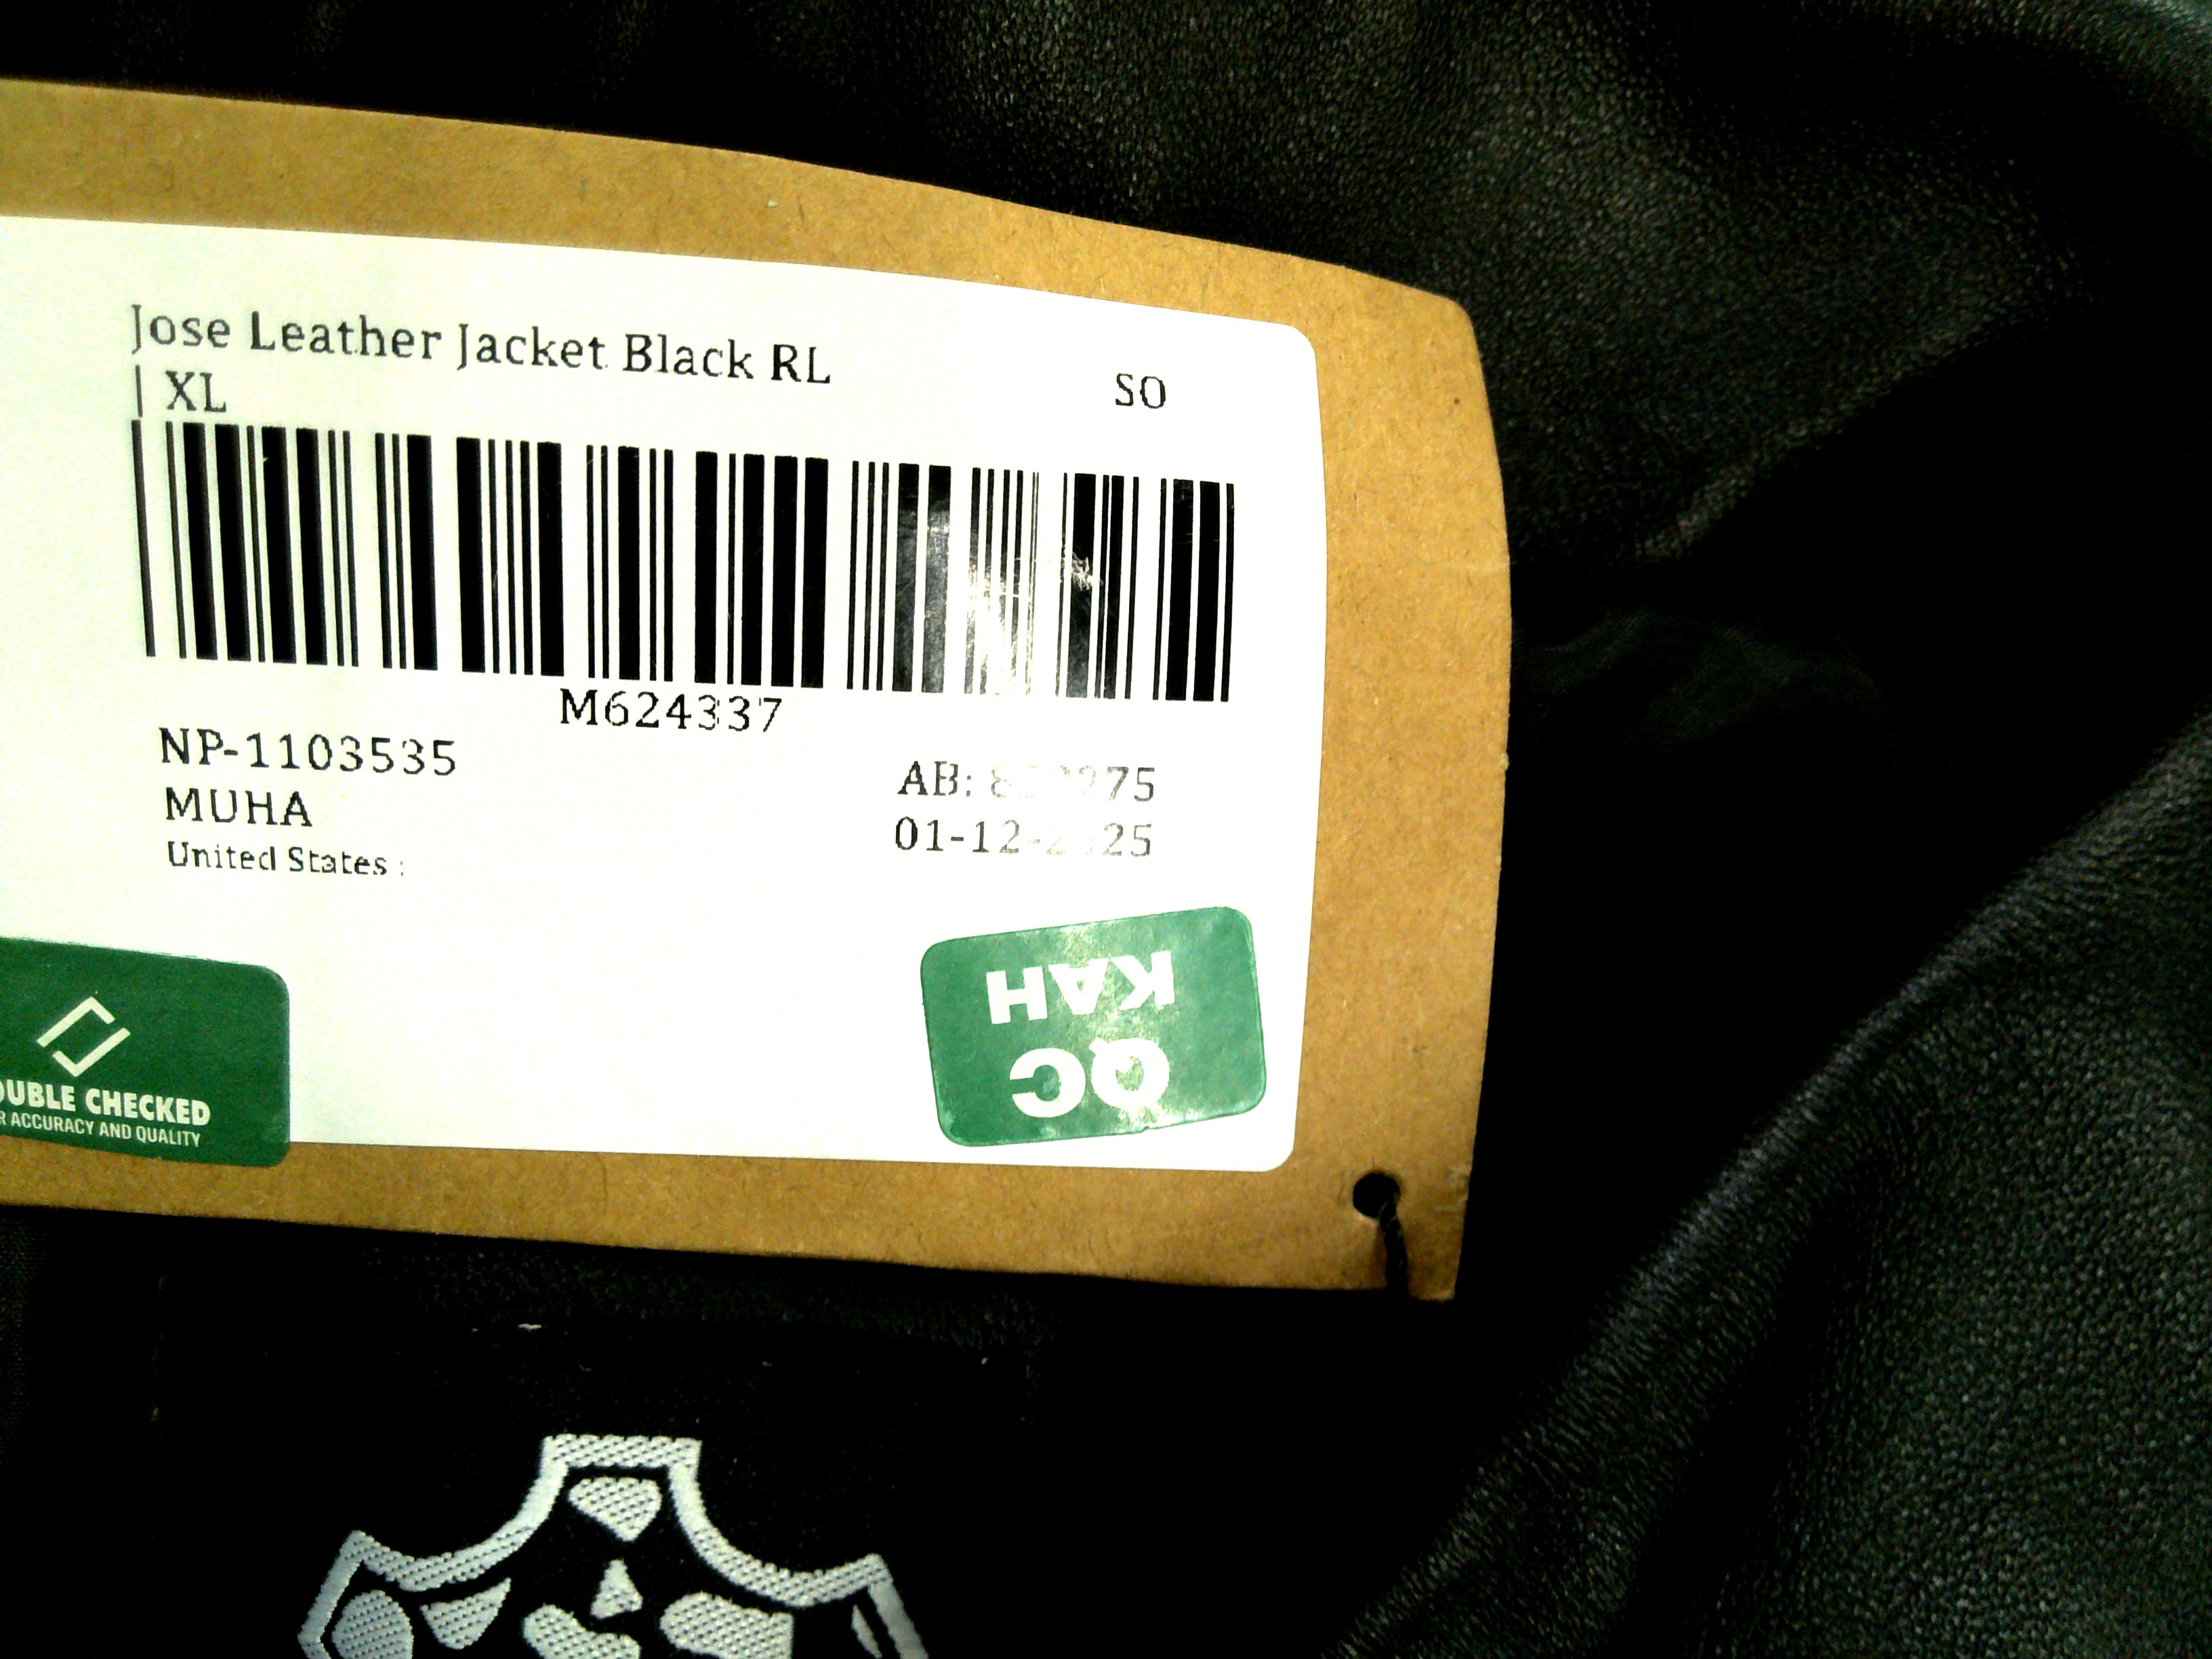 Jose Leather Jacket Black RL
| XL
SO
M624337
NP-1103535
AB:
MUHA
United States :
CHECKED
ACCURACY AND QUALITY
QC
KAH